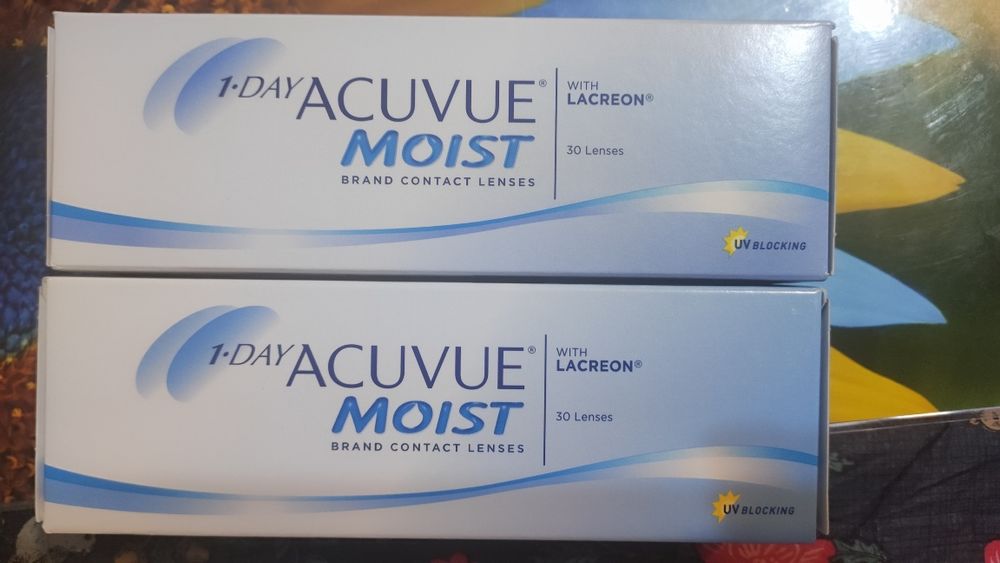 1·DAY ACUVUE®
MOIST
BRAND CONTACT LENSES
WITH
LACREON®
30 Lenses
UV BLOCKING
1·DAY ACUVUE®
MOIST
BRAND CONTACT LENSES
WITH
LACREON®
30 Lenses
UV BLOCKING